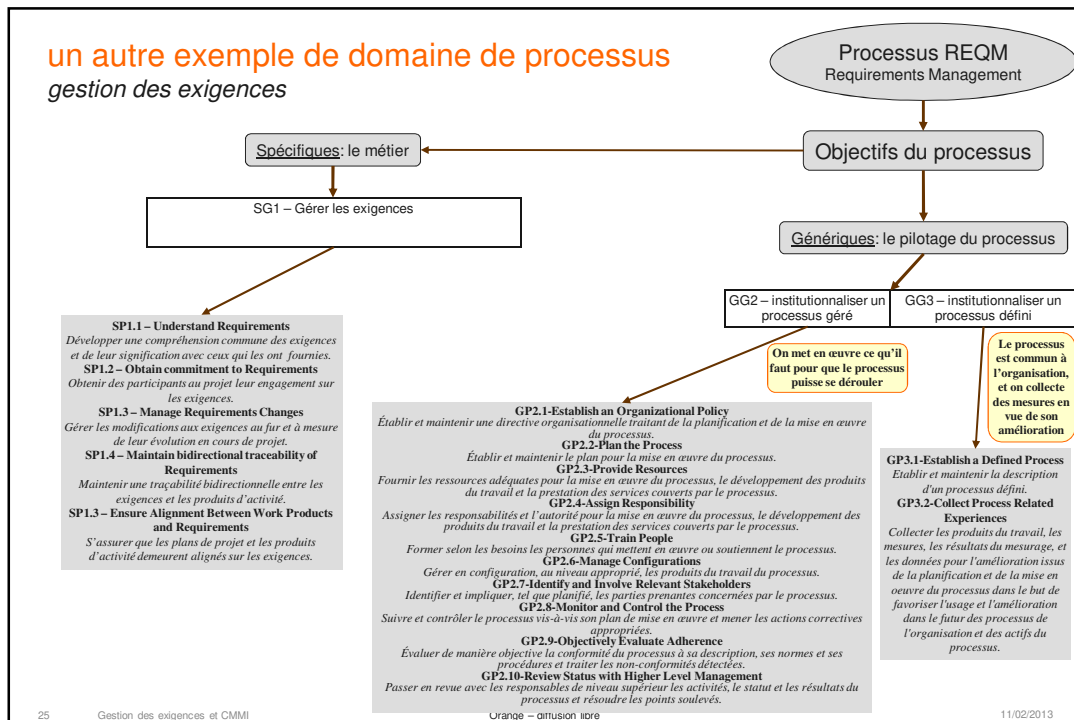 un autre exemple de domaine de processus
gestion des exigences
Processus REQM
Requirements Management
Spécifiques: le métier
Objectifs du processus
SG1 – Gérer les exigences
Génériques: le pilotage du processus
GG2 – institutionnaliser un
processus géré
GG3 – institutionnaliser un
processus défini
On met en œuvre ce qu'il
faut pour que le processus
puisse se dérouler
Le processus
est commun à
l'organisation,
et on collecte
des mesures en
vue de son
amélioration
SP1.1 – Understand Requirements
Développer une compréhension commune des exigences
et de leur signification avec ceux qui les ont fournies.
SP1.2 – Obtain commitment to Requirements
Obtenir des participants au projet leur engagement sur
les exigences.
SP1.3 – Manage Requirements Changes
Gérer les modifications aux exigences au fur et à mesure
de leur évolution en cours de projet.
SP1.4 – Maintain bidirectional traceability of
Requirements
Maintenir une traçabilité bidirectionnelle entre les
exigences et les produits d'activité.
SP1.3 – Ensure Alignment Between Work Products
and Requirements
S'assurer que les plans de projet et les produits
d'activité demeurent alignés sur les exigences.
GP2.1-Establish an Organizational Policy
Établir et maintenir une directive organisationnelle traitant de la planification et de la mise en œuvre
du processus.
GP2.2-Plan the Process
Établir et maintenir le plan pour la mise en œuvre du processus.
GP2.3-Provide Resources
Fournir les ressources adéquates pour la mise en œuvre du processus, le développement des produits
du travail et la prestation des services couverts par le processus.
GP2.4-Assign Responsibility
Assigner les responsabilités et l'autorité pour la mise en œuvre du processus, le développement des
produits du travail et la prestation des services couverts par le processus.
GP2.5-Train People
Former selon les besoins les personnes qui mettent en œuvre ou soutiennent le processus.
GP2.6-Manage Configurations
Gérer en configuration, au niveau approprié, les produits du travail du processus.
GP2.7-Identify and Involve Relevant Stakeholders
Identifier et impliquer, tel que planifié, les parties prenantes concernées par le processus.
GP2.8-Monitor and Control the Process
Suivre et contrôler le processus vis-à-vis son plan de mise en œuvre et mener les actions correctives
appropriées.
GP2.9-Objectively Evaluate Adherence
Évaluer de manière objective la conformité du processus à sa description, ses normes et ses
procédures et traiter les non-conformités détectées.
GP2.10-Review Status with Higher Level Management
Passer en revue avec les responsables de niveau supérieur les activités, le statut et les résultats du
processus et résoudre les points soulevés.
GP3.1-Establish a Defined Process
Etablir et maintenir la description
d'un processus défini.
GP3.2-Collect Process Related
Experiences
Collecter les produits du travail, les
mesures, les résultats du mesurage, et
les données pour l'amélioration issus
de la planification et de la mise en
oeuvre du processus dans le but de
favoriser l'usage et l'amélioration
dans le futur des processus de
l'organisation et des actifs du
processus.
25 Gestion des exigences et CMMI Orange – diffusion libre 11/02/2013